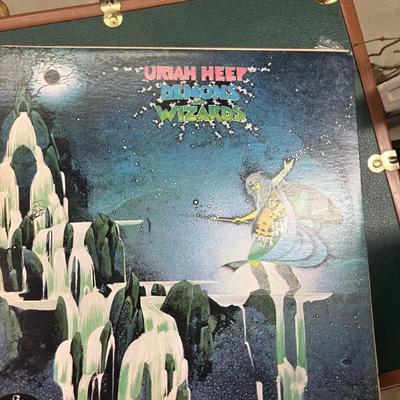 URIAH HEEP
DEMONS
AND
WIZARDS